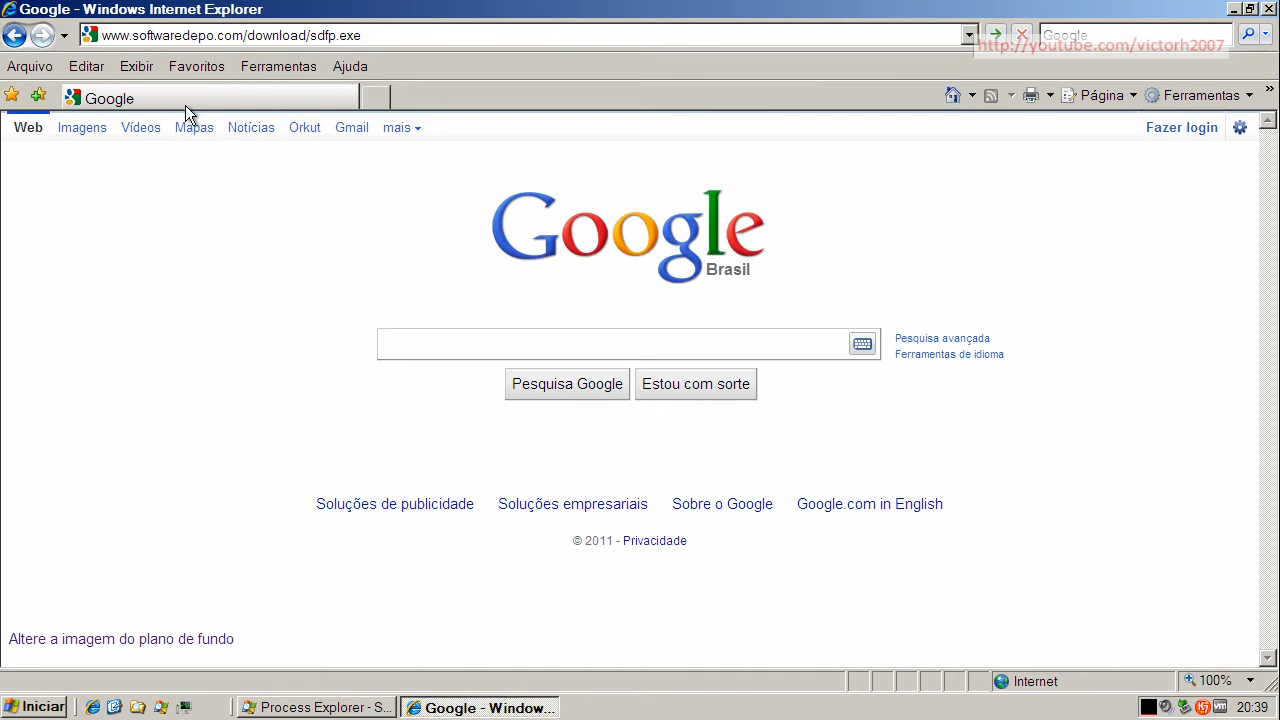 Google - Windows Internet Explorer
www.softwaredepo.com/download/sdfp.exe
Google
http://youtube.com/victorh2007
Arquivo Editar Exibir Favoritos Ferramentas Ajuda
Google
Página Ferramentas »
Web Imagens Vídeos Mapas Notícias Orkut Gmail mais
Fazer login
Google
Brasil
Pesquisa avançada
Ferramentas de idioma
Pesquisa Google Estou com sorte
Soluções de publicidade Soluções empresariais Sobre o Google Google.com in English
© 2011 - Privacidade
Altere a imagem do plano de fundo
Internet 100%
Iniciar Process Explorer - S... Google - Window... K7 vm 20:39